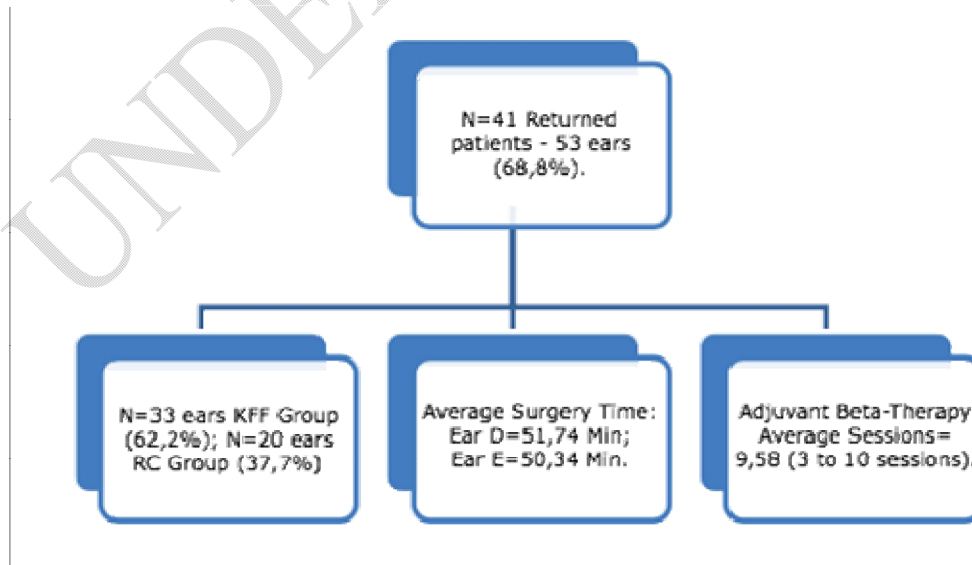 UNDE
N=41 Returned
patients - 53 ears
(68,8%).
N=33 ears KFF Group
(62,2%); N=20 ears
RC Group (37,7%)
Average Surgery Time:
Ear D=51,74 Min;
Ear E=50,34 Min.
Adjuvant Beta-Therapy
Average Sessions=
9,58 (3 to 10 sessions).